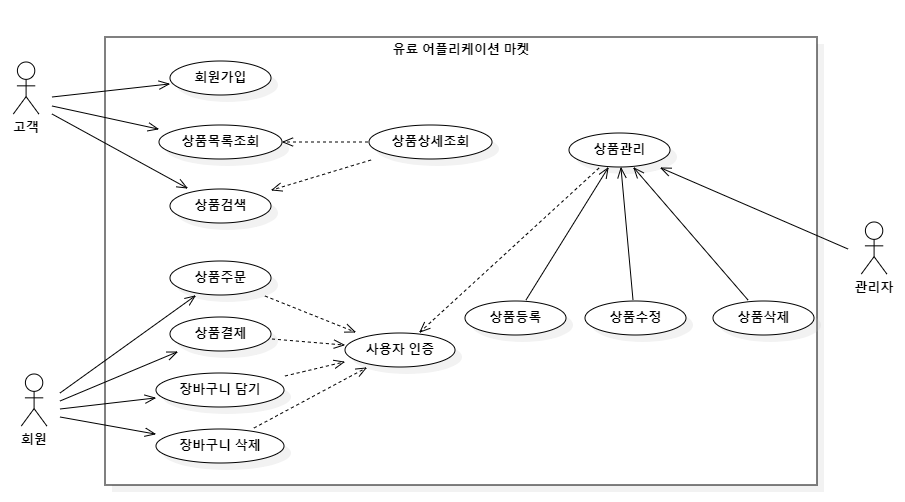 유료 어플리케이션 마켓
회원가입
고객
상품목록조회
상품상세조회
상품관리
상품검색
상품주문
관리자
상품등록
상품수정
상품삭제
상품결제
사용자 인증
장바구니 담기
회원
장바구니 삭제